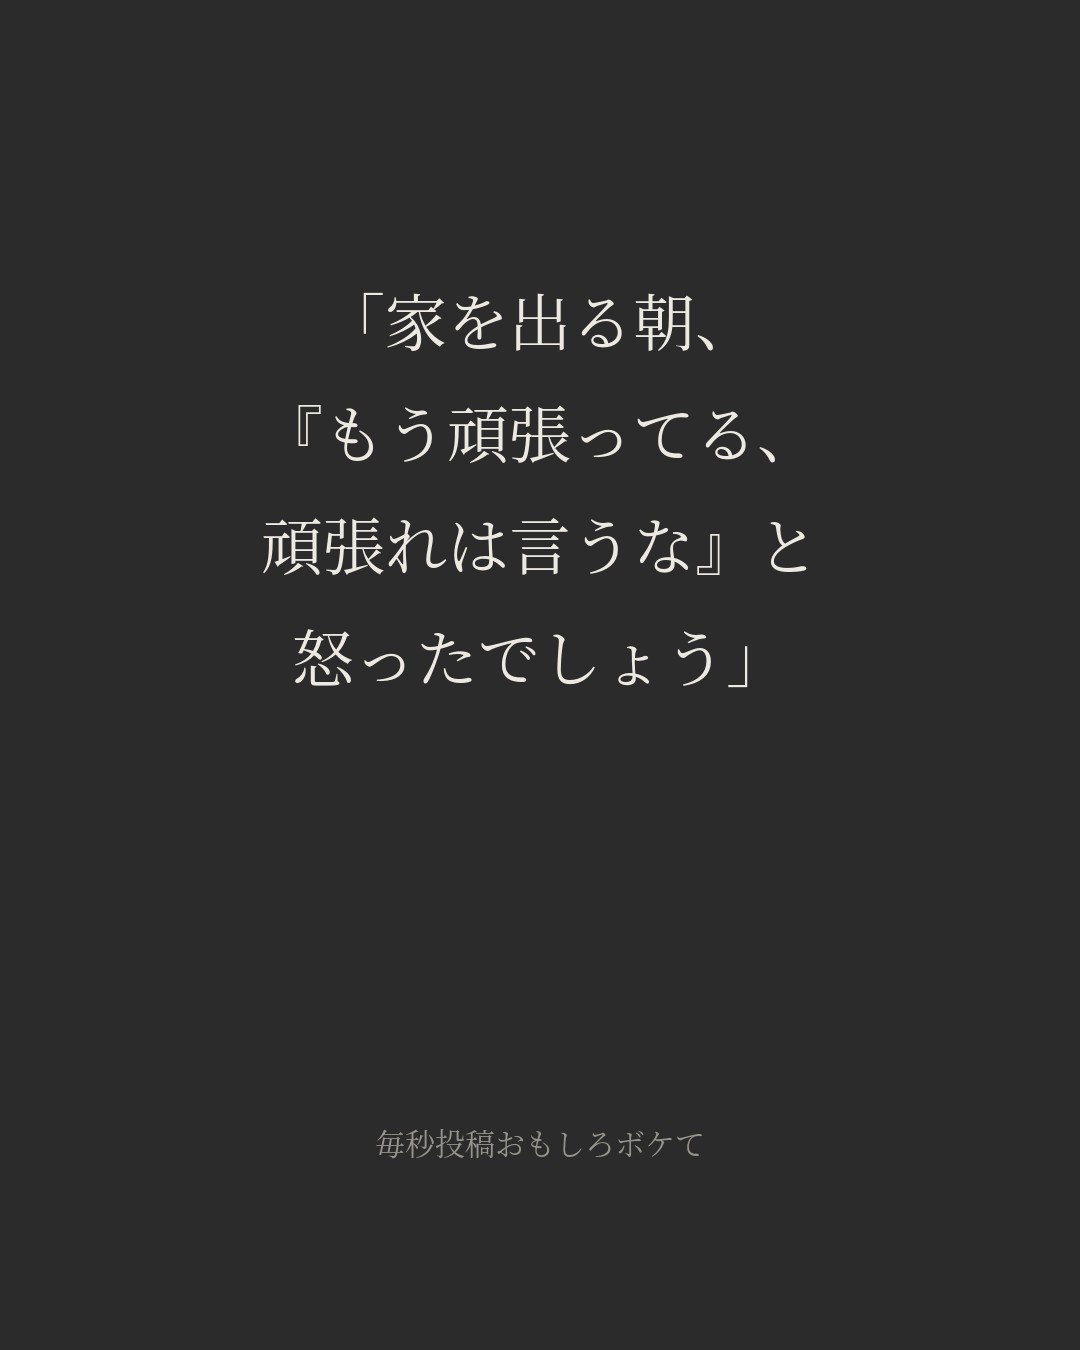 「家を出る朝、
『もう頑張ってる、
頑張れは言うな』と
怒ったでしょう」
毎秒投稿おもしろボケて